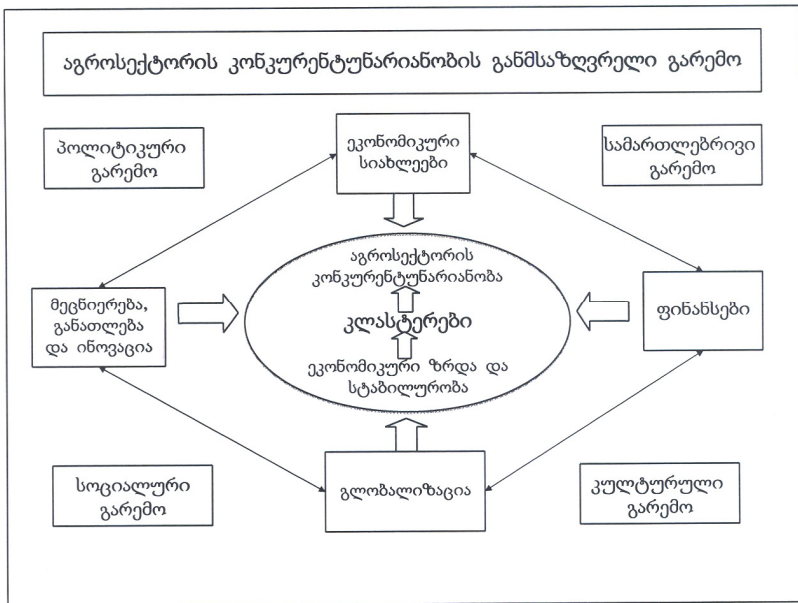 აგროსექტორის კონკურენტუნარიანობის განმსაზღვრელი გარემო
პოლიტიკური
გარემო
ეკონომიკური
სიახლეები
სამართლებრივი
გარემო
აგროსექტორის
კონკურენტუნარიანობა
მეცნიერება,
განათლება
და ინოვაცია
კლასტერები
ფინანსები
ეკონომიკური ზრდა და
სტაბილურობა
სოციალური
გარემო
გლობალიზაცია
კულტურული
გარემო